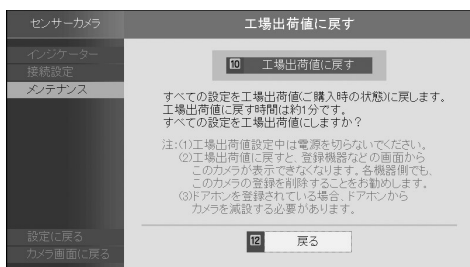 センサーカメラ
工場出荷値に戻す
インジケーター
接続設定
メンテナンス
10 工場出荷値に戻す
すべての設定を工場出荷値(ご購入時の状態)に戻します。
工場出荷値に戻す時間は約1分です。
すべての設定を工場出荷値にしますか？
注:(1)工場出荷値設定中は電源を切らないでください。
(2)工場出荷値に戻すと、登録機器などの画面から
このカメラが表示できなくなります。各機器側でも、
このカメラの登録を削除することをお勧めします。
(3)ドアホンを登録されている場合、ドアホンから
カメラを減設する必要があります。
設定に戻る
カメラ画面に戻る
12 戻る